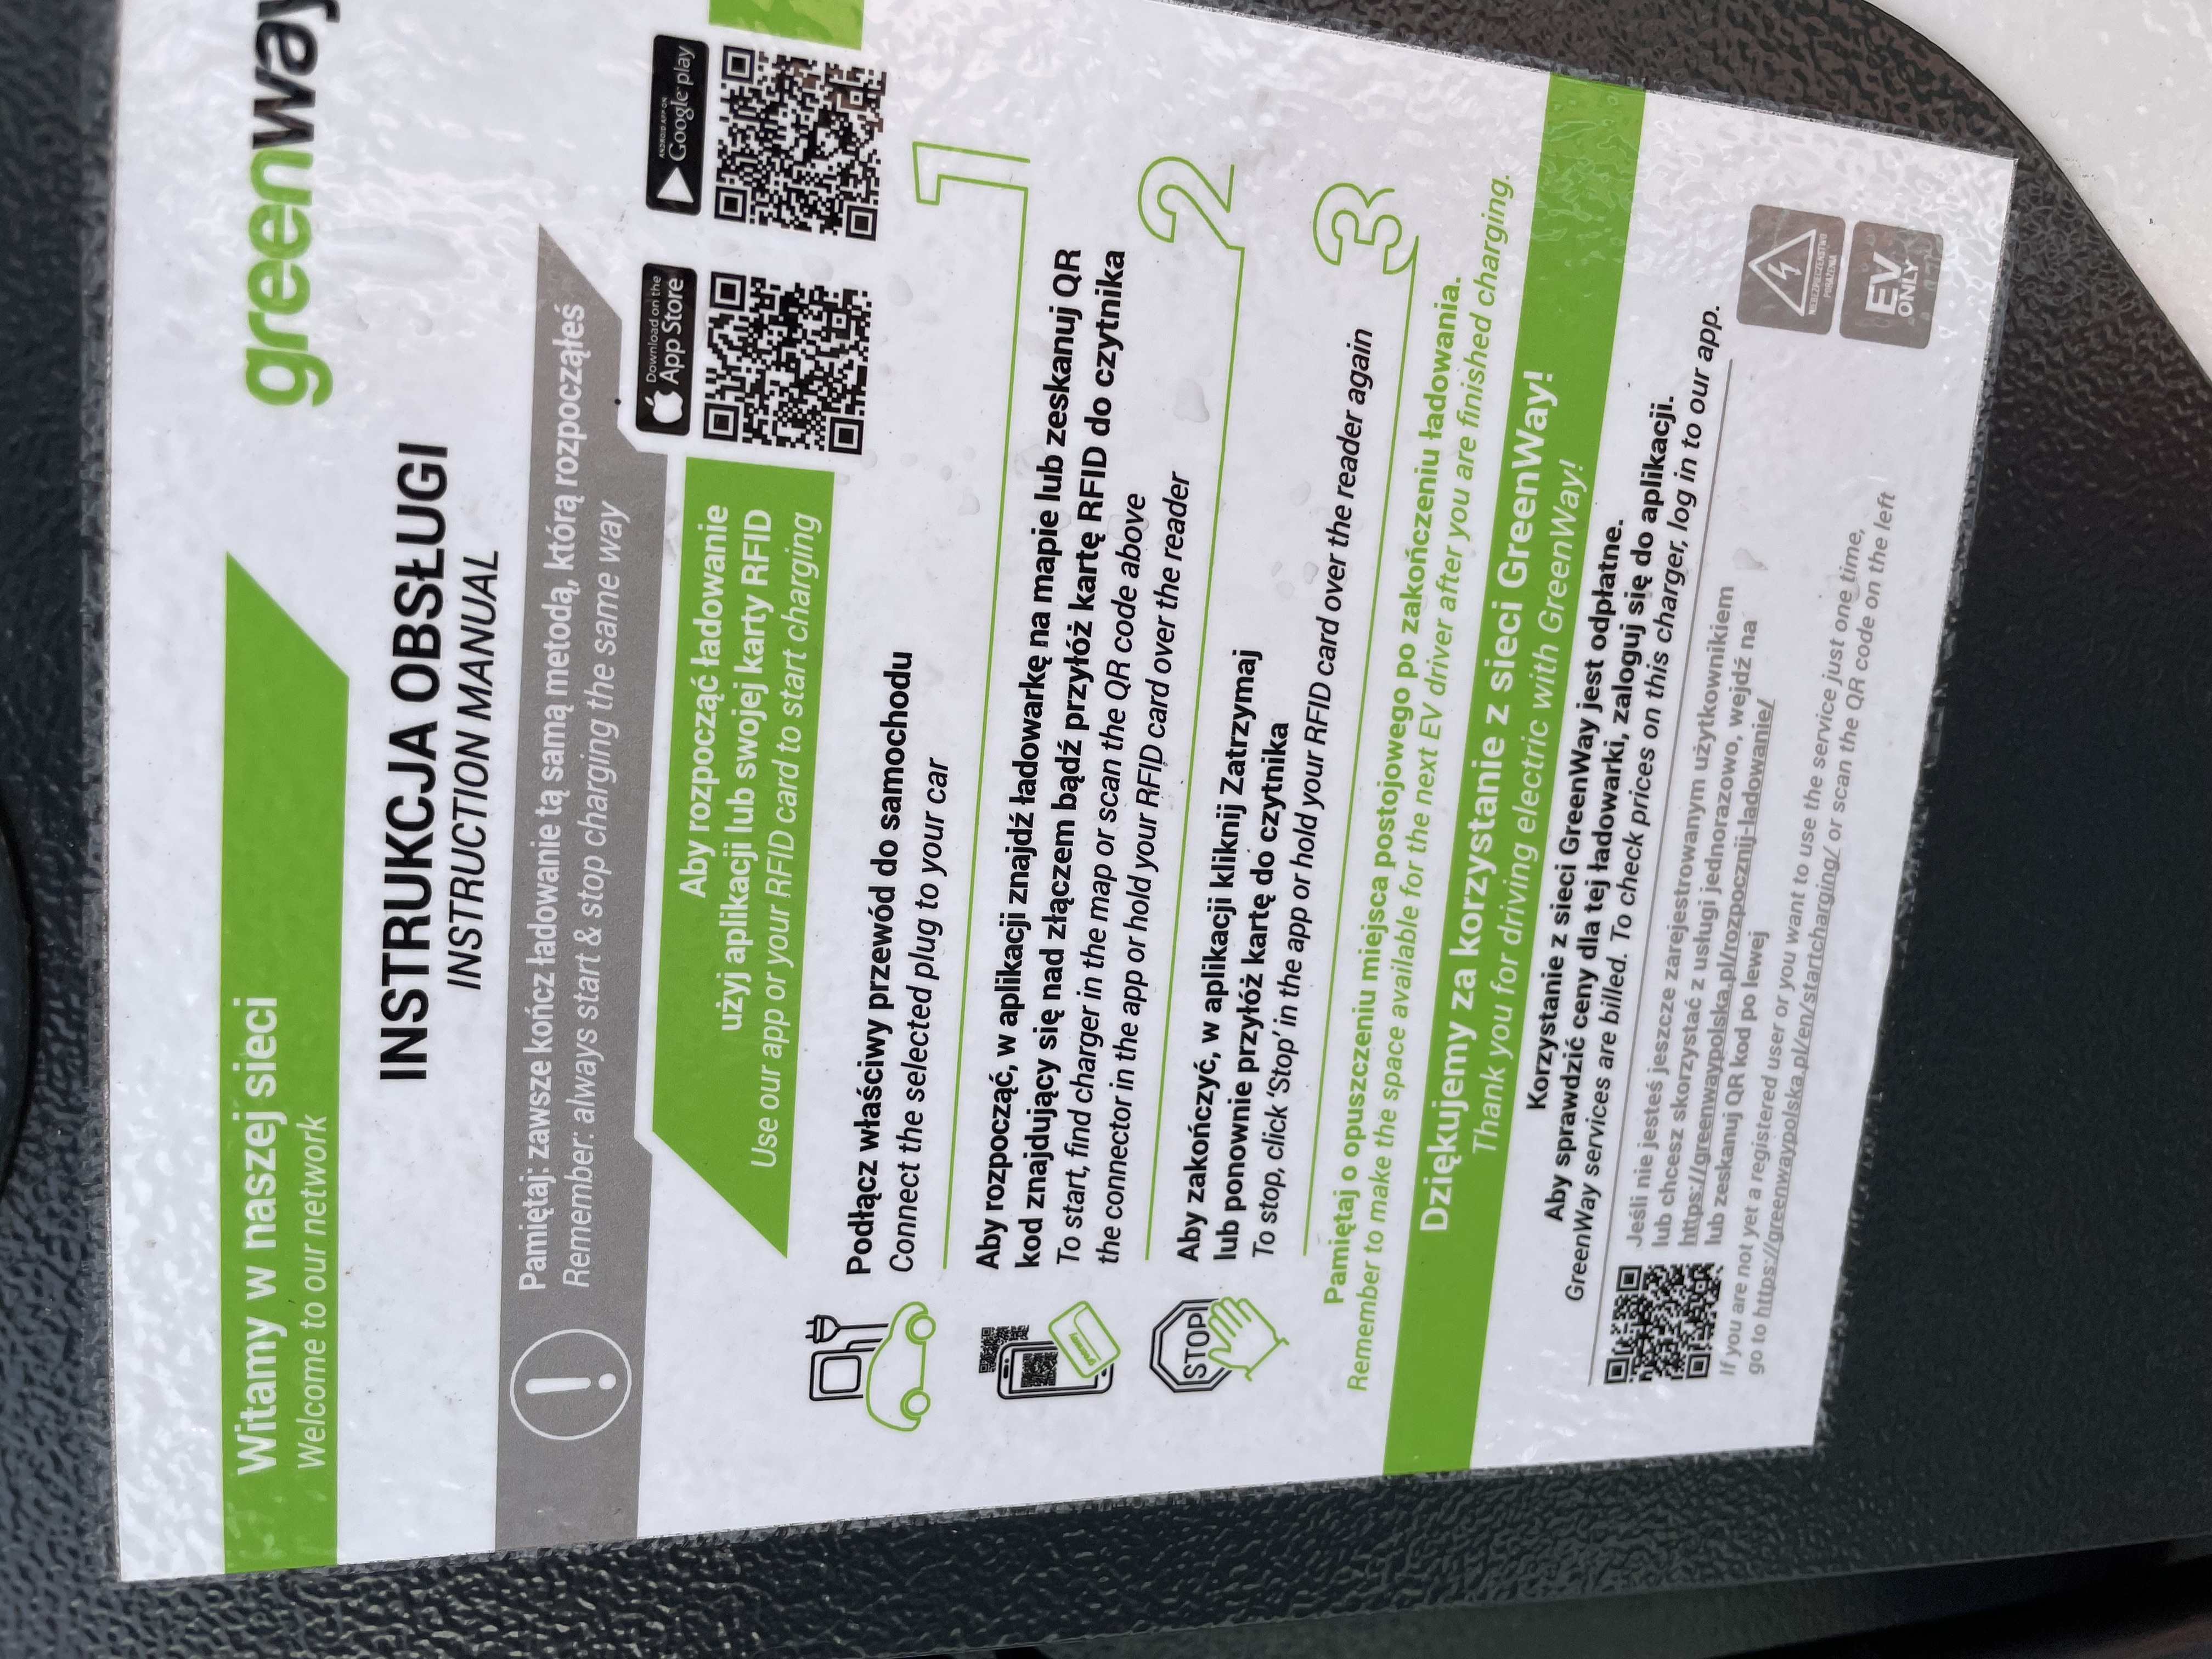 Witamy w naszej sieci
Welcome to our network
greenway
INSTRUKCJA OBSŁUGI
INSTRUCTION MANUAL
Pamiętaj: zawsze kończ ładowanie tą samą metodą, którą rozpocząłeś
Remember: always start & stop charging the same way
Download on the
App Store
ANDROID APP ON
Google play
Aby rozpocząć ładowanie
użyj aplikacji lub swojej karty RFID
Use our app or your RFID card to start charging
Podłącz właściwy przewód do samochodu
Connect the selected plug to your car
1
Aby rozpocząć, w aplikacji znajdź ładowarkę na mapie lub zeskanuj QR
kod znajdujący się nad złączem bądź przyłóż kartę RFID do czytnika
To start, find charger in the map or scan the QR code above
the connector in the app or hold your RFID card over the reader
greenway
2
STOP
Aby zakończyć, w aplikacji kliknij Zatrzymaj
lub ponownie przyłóż kartę do czytnika
To stop, click ‘Stop’ in the app or hold your RFID card over the reader again
3
Pamiętaj o opuszczeniu miejsca postojowego po zakończeniu ładowania.
Remember to make the space available for the next EV driver after you are finished charging.
Dziękujemy za korzystanie z sieci GreenWay!
Thank you for driving electric with GreenWay!
Korzystanie z sieci GreenWay jest odpłatne.
Aby sprawdzić ceny dla tej ładowarki, zaloguj się do aplikacji.
GreenWay services are billed. To check prices on this charger, log in to our app.
Jeśli nie jesteś jeszcze zarejestrowanym użytkownikiem
lub chcesz skorzystać z usługi jednorazowo, wejdź na
https://greenwaypolska.pl/rozpocznij-ladowanie/
lub zeskanuj QR kod po lewej
If you are not yet a registered user or you want to use the service just one time,
go to https://greenwaypolska.pl/en/startcharging/ or scan the QR code on the left
NIEBEZPIECZEŃSTWO
PORAŻENIA
EV
ONLY